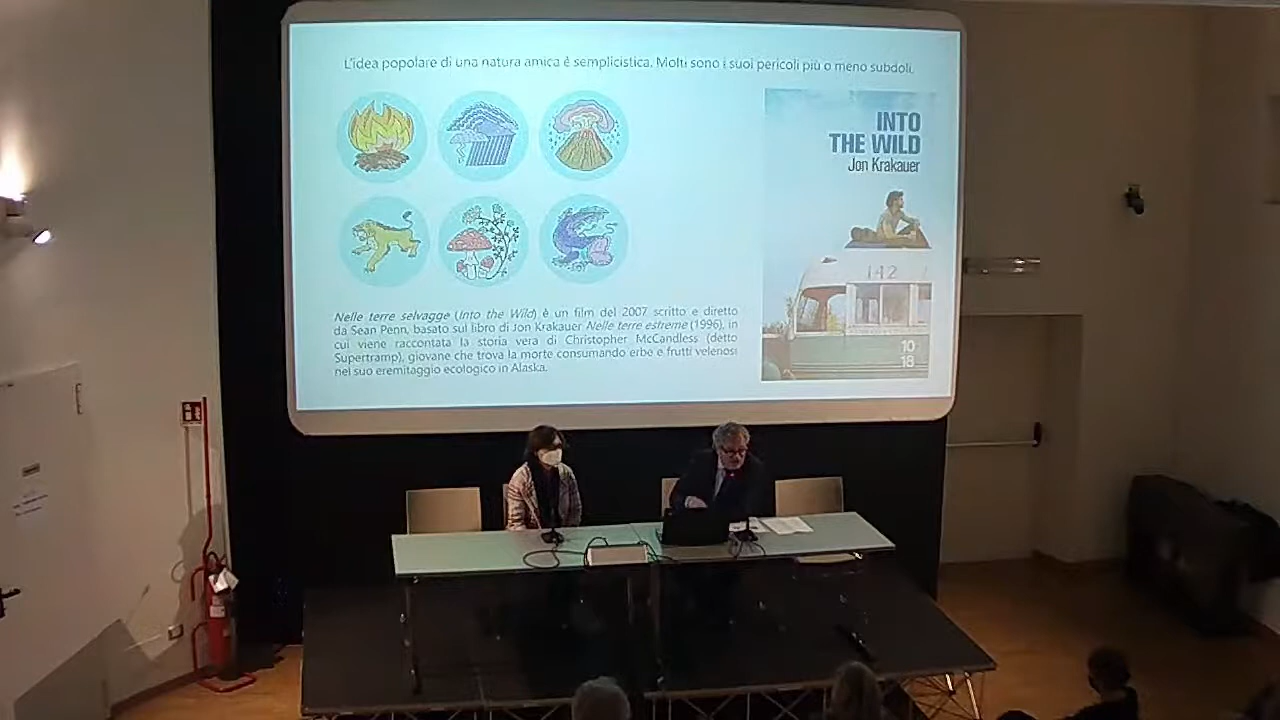 L'idea popolare di una natura amica è semplicistica. Molti sono i suoi pericoli più o meno subdoli.
INTO
THE WILD
Jon Krakauer
142
10
18
Nelle terre selvagge (Into the Wild) è un film del 2007 scritto e diretto
da Sean Penn, basato sul libro di Jon Krakauer Nelle terre estreme (1996), in
cui viene raccontata la storia vera di Christopher McCandless (detto
Supertramp), giovane che trova la morte consumando erbe e frutti velenosi
nel suo eremitaggio ecologico in Alaska.